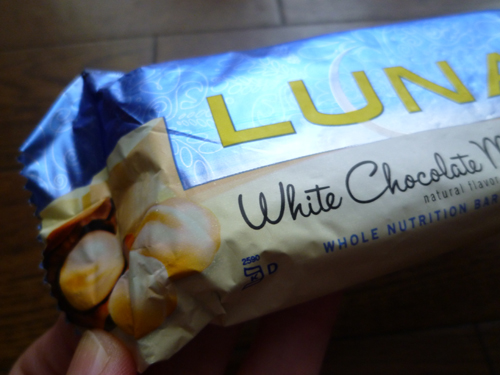 LUNA
White Chocolate M
natural flavor
WHOLE NUTRITION BAR